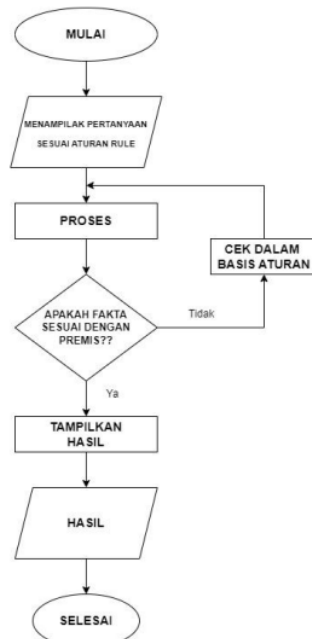 MULAI
MENAMPILAK PERTANYAAN
SESUAI ATURAN RULE
PROSES
CEK DALAM
BASIS ATURAN
APAKAH FAKTA
SESUAI DENGAN
PREMIS??
Tidak
Ya
TAMPILKAN
HASIL
HASIL
SELESAI